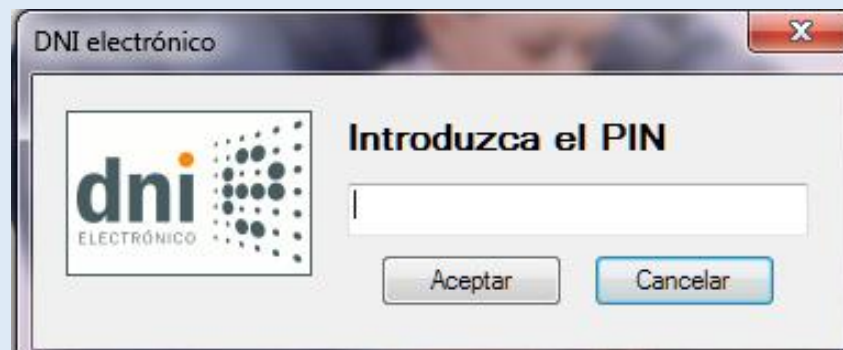 DNI electrónico
dni
ELECTRÓNICO
Introduzca el PIN
Aceptar
Cancelar